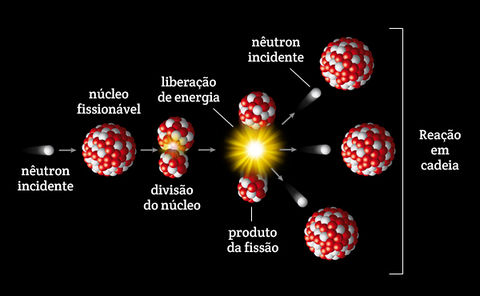 nêutron
incidente
núcleo
fissionável
divisão
do núcleo
liberação
de energia
produto
da fissão
nêutron
incidente
Reação
em
cadeia